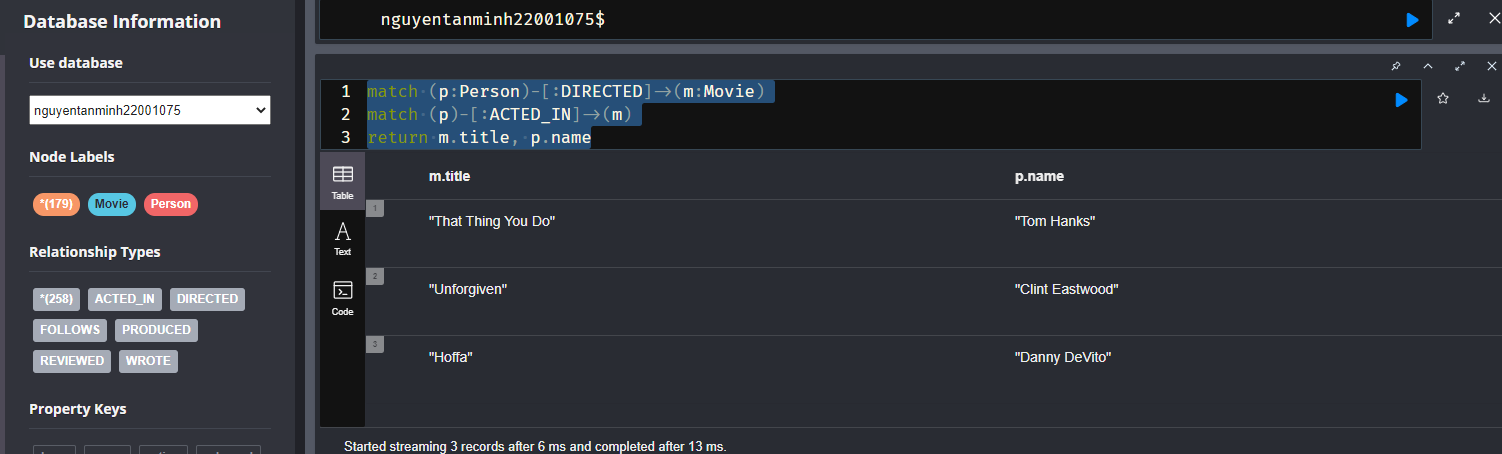 Database Information
Use database
nguyentanminh22001075
Node Labels
*(179) Movie Person
Relationship Types
*(258) ACTED_IN DIRECTED
FOLLOWS PRODUCED
REVIEWED WROTE
Property Keys
nguyentanminh22001075$
1 match (p:Person)-[:DIRECTED]->(m:Movie)
2 match (p)-[:ACTED_IN]->(m)
3 return m.title, p.name
Table
Text
Code
m.title p.name
1 "That Thing You Do" "Tom Hanks"
2 "Unforgiven" "Clint Eastwood"
3 "Hoffa" "Danny DeVito"
Started streaming 3 records after 6 ms and completed after 13 ms.